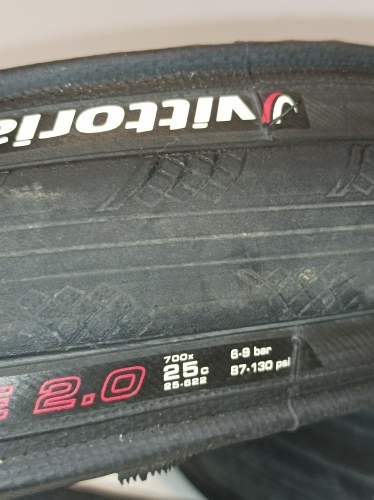 vittoria
E 2.0
700x
25c
25-622
6-9 bar
87-130 psi